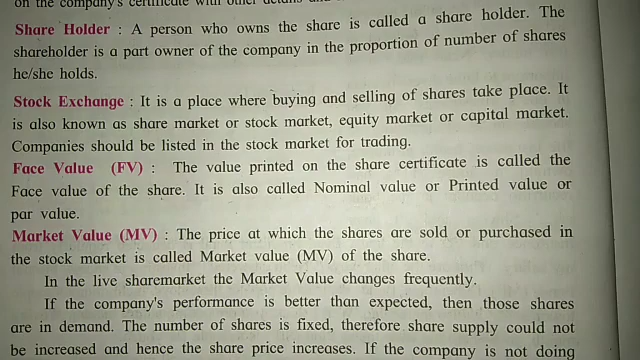 on the company's certificate with other details and
Share Holder : A person who owns the share is called a share holder. The
shareholder is a part owner of the company in the proportion of number of shares
he/she holds.
Stock Exchange : It is a place where buying and selling of shares take place. It
is also known as share market or stock market, equity market or capital market.
Companies should be listed in the stock market for trading.
Face Value (FV) : The value printed on the share certificate is called the
Face value of the share. It is also called Nominal value or Printed value or
par value.
Market Value (MV) : The price at which the shares are sold or purchased in
the stock market is called Market value (MV) of the share.
In the live sharemarket the Market Value changes frequently.
If the company's performance is better than expected, then those shares
are in demand. The number of shares is fixed, therefore share supply could not
be increased and hence the share price increases. If the company is not doing